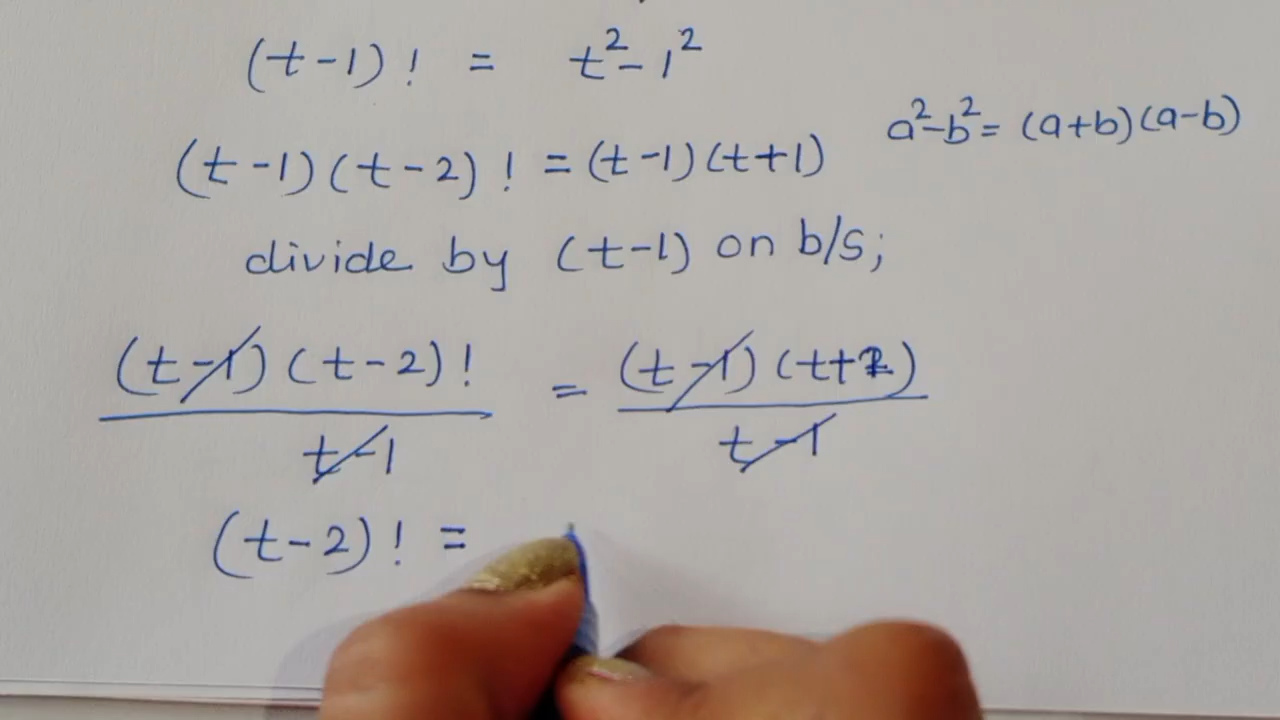 (t-1)! = t²-1²
a²-b² = (a+b)(a-b)
(t-1)(t-2)! = (t-1)(t+1)
divide by (t-1) on b/s;
(t-1)(t-2)! / t-1 = (t-1)(t+1) / t-1
(t-2)! =